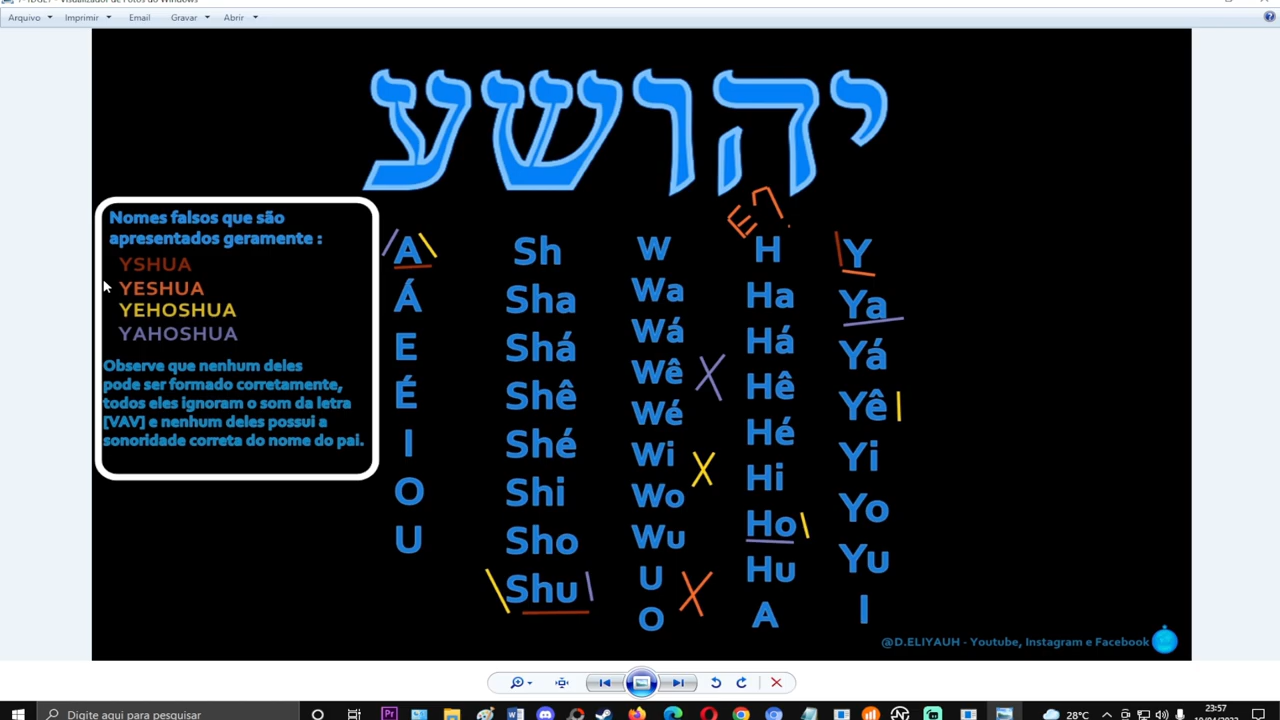 Arquivo Imprimir Email Gravar Abrir
יהושע
Nomes falsos que são
apresentados geramente :
YSHUA
YESHUA
YEHOSHUA
YAHOSHUA
Observe que nenhum deles
pode ser formado corretamente,
todos eles ignoram o som da letra
[VAV] e nenhum deles possui a
sonoridade correta do nome do pai.
A
Á
E
É
I
O
U
Sh
Sha
Shá
Shê
Shé
Shi
Sho
Shu
W
Wa
Wá
Wê
Wé
Wi
Wo
Wu
U
O
E?
H
Ha
Há
Hê
Hé
Hi
Ho
Hu
A
Y
Ya
Yá
Yê
Yi
Yo
Yu
I
@D.ELIYAUH - Youtube, Instagram e Facebook
Digite aqui para pesquisar
28°C
23:57